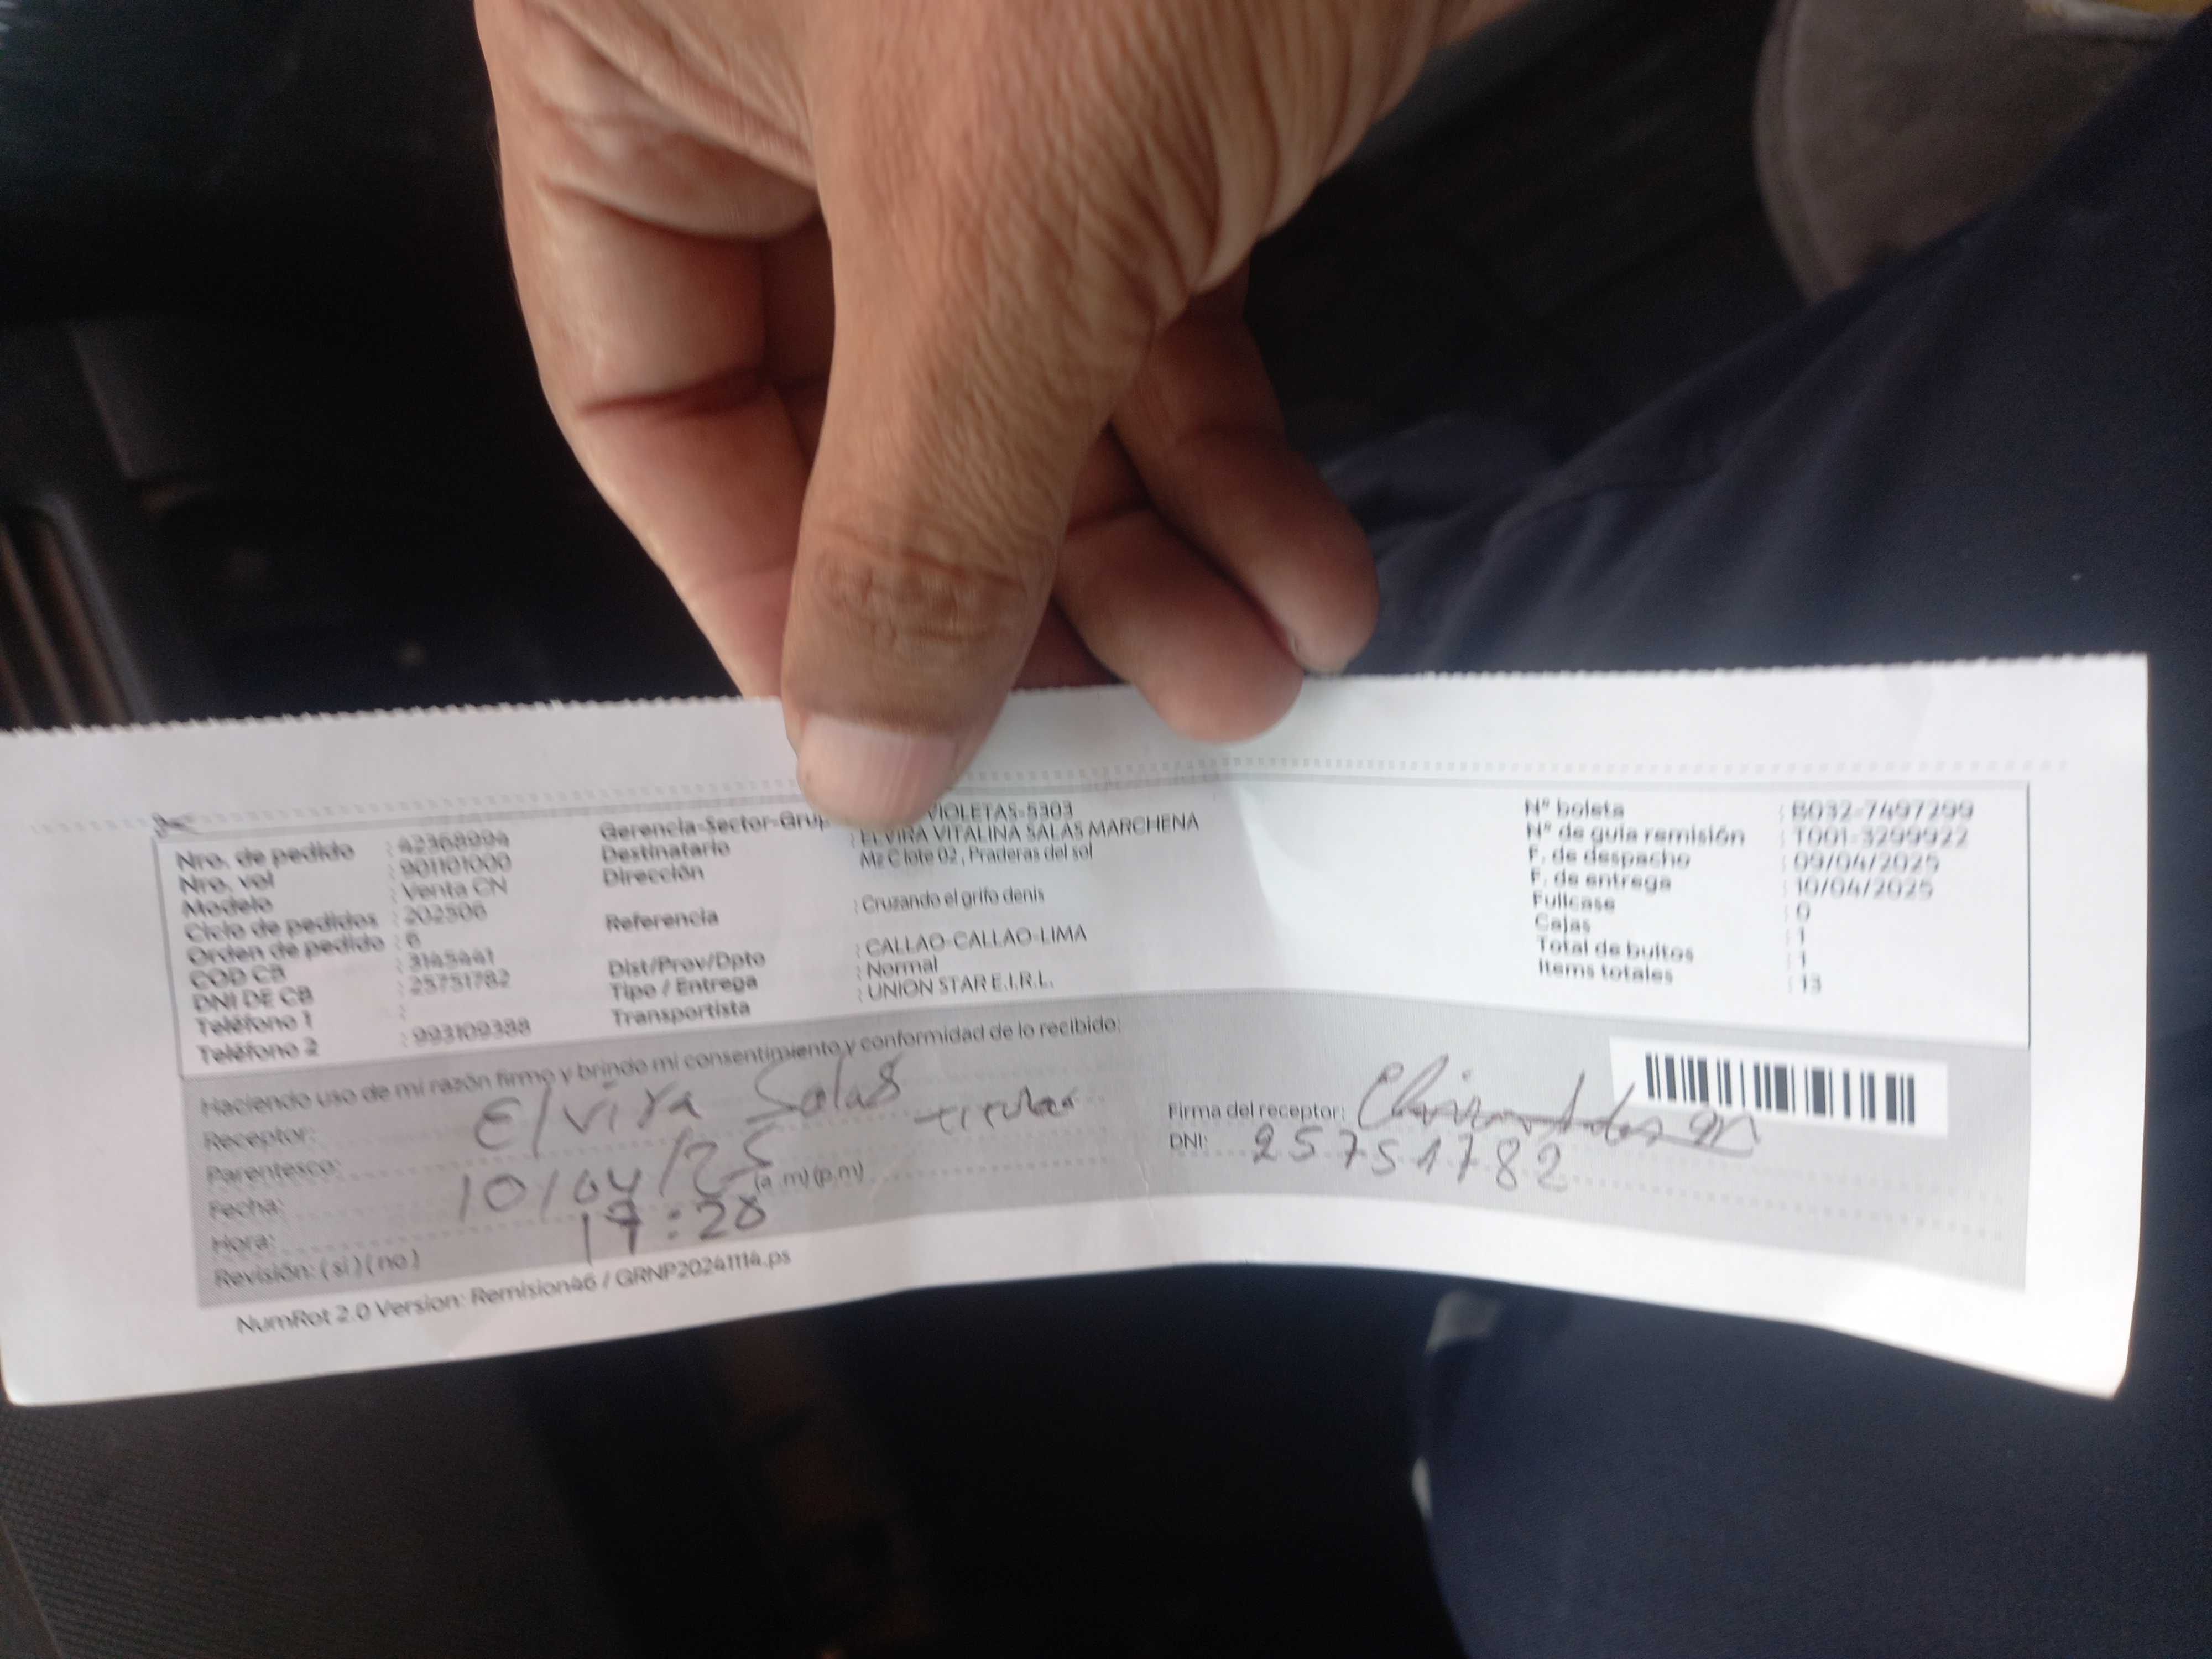 Nro. de pedido : 42368994
Nro. vol : 901101000
Modelo : Venta CN
Ciclo de pedidos : 202506
Orden de pedido : 6
COD CB : 3145441
DNI DE CB : 25751782
Teléfono 1 :
Teléfono 2 : 993109388
Gerencia-Sector-Grup VIOLETAS-5303
Destinatario : ELVIRA VITALINA SALAS MARCHENA
Dirección Mz C lote 02 , Praderas del sol
Referencia : Cruzando el grifo denis
Dist/Prov/Dpto : CALLAO-CALLAO-LIMA
Tipo / Entrega : Normal
Transportista : UNION STAR E.I.R.L.
N° boleta : B032-7497299
N° de guía remisión : T001-3299922
F. de despacho : 09/04/2025
F. de entrega : 10/04/2025
Fullcase : 0
Cajas : 1
Total de bultos : 1
Items totales : 13
Haciendo uso de mi razón firmo y brindo mi consentimiento y conformidad de lo recibido:
Receptor: Elvira Salas
Parentesco: titular
Fecha: 10/04/25
Hora: 17:28 (a.m) (p.m)
Revisión: ( si ) ( no )
Firma del receptor:
DNI: 25751782
NumRot 2.0 Version: Remision46 / GRNP20241114.ps